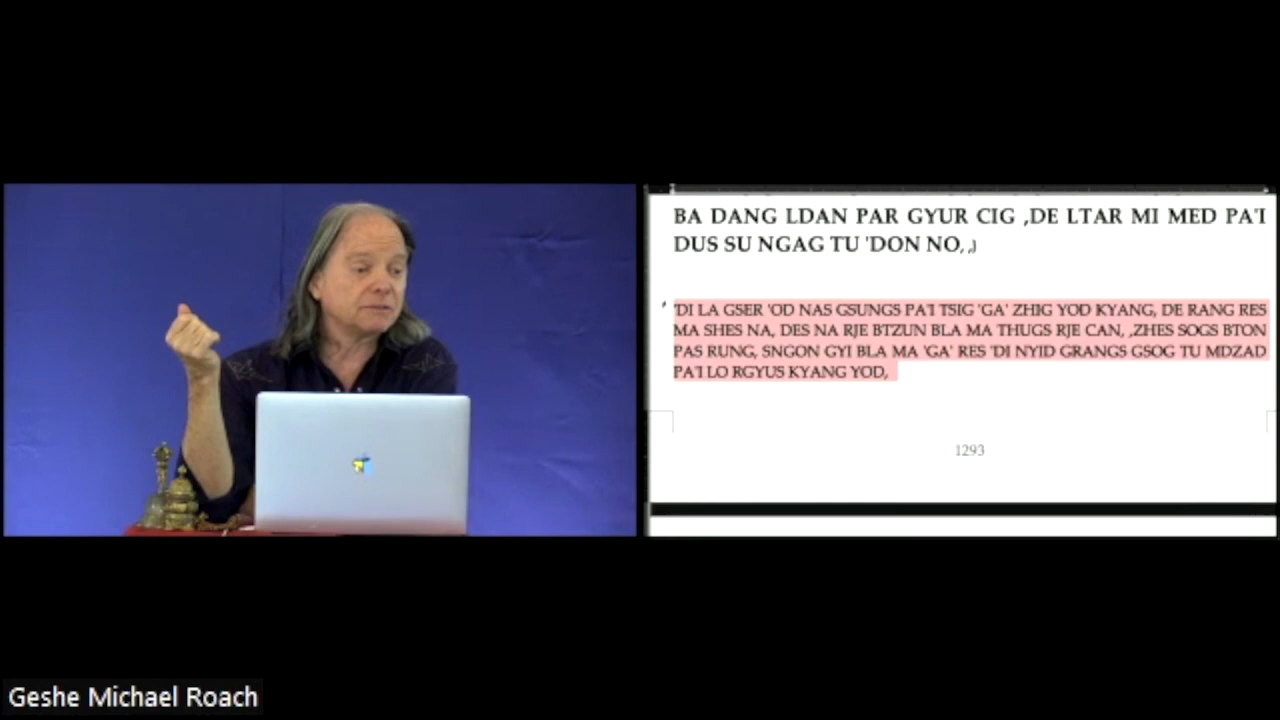 BA DANG LDAN PAR GYUR CIG ,DE LTAR MI MED PA'I
DUS SU NGAG TU 'DON NO, ,)
'DI LA GSER 'OD NAS GSUNGS PA'I TSIG 'GA' ZHIG YOD KYANG, DE RANG RES
MA SHES NA, DES NA RJE BTZUN BLA MA THUGS RJE CAN, ,ZHES SOGS BTON
PAS RUNG, SNGON GYI BLA MA 'GA' RES 'DI NYID GRANGS GSOG TU MDZAD
PA'I LO RGYUS KYANG YOD,
1293
Geshe Michael Roach